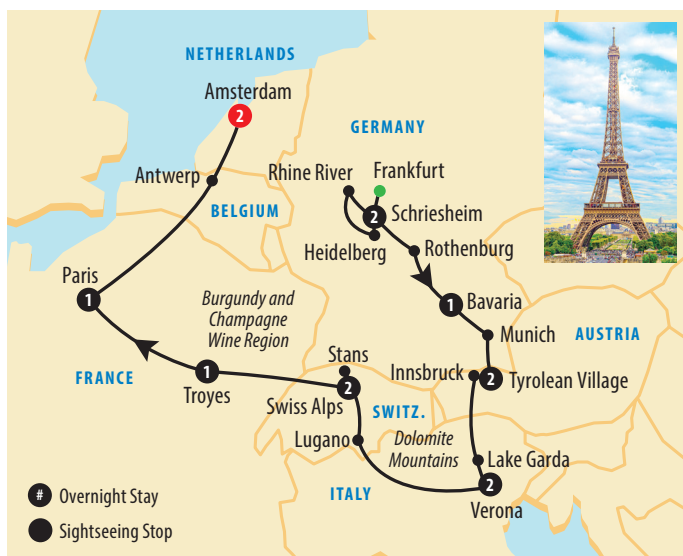 NETHERLANDS
Amsterdam
2
GERMANY
Antwerp
Rhine River
Frankfurt
BELGIUM
2
Schriesheim
Heidelberg
Rothenburg
Paris
1
Burgundy and
Champagne
Wine Region
1
Bavaria
Munich
AUSTRIA
Stans
Innsbruck
2
Tyrolean Village
FRANCE
1
Troyes
2
Swiss Alps
SWITZ.
Lugano
Dolomite
Mountains
Lake Garda
2
Verona
ITALY
# Overnight Stay
Sightseeing Stop